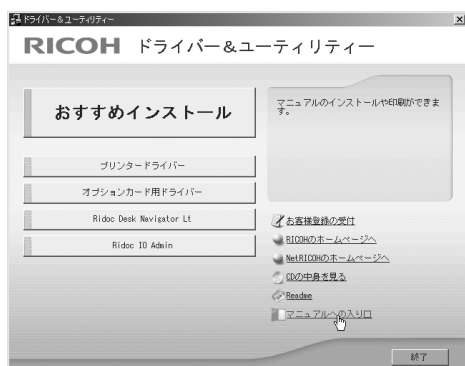 ドライバー＆ユーティリティー
RICOH ドライバー＆ユーティリティー
おすすめインストール
マニュアルのインストールや印刷ができま
す。
プリンタードライバー
オプションカード用ドライバー
Ridoc Desk Navigator Lt
Ridoc IO Admin
お客様登録の受付
RICOHのホームページへ
NetRICOHのホームページへ
CDの中身を見る
Readme
マニュアルへの入り口
終了